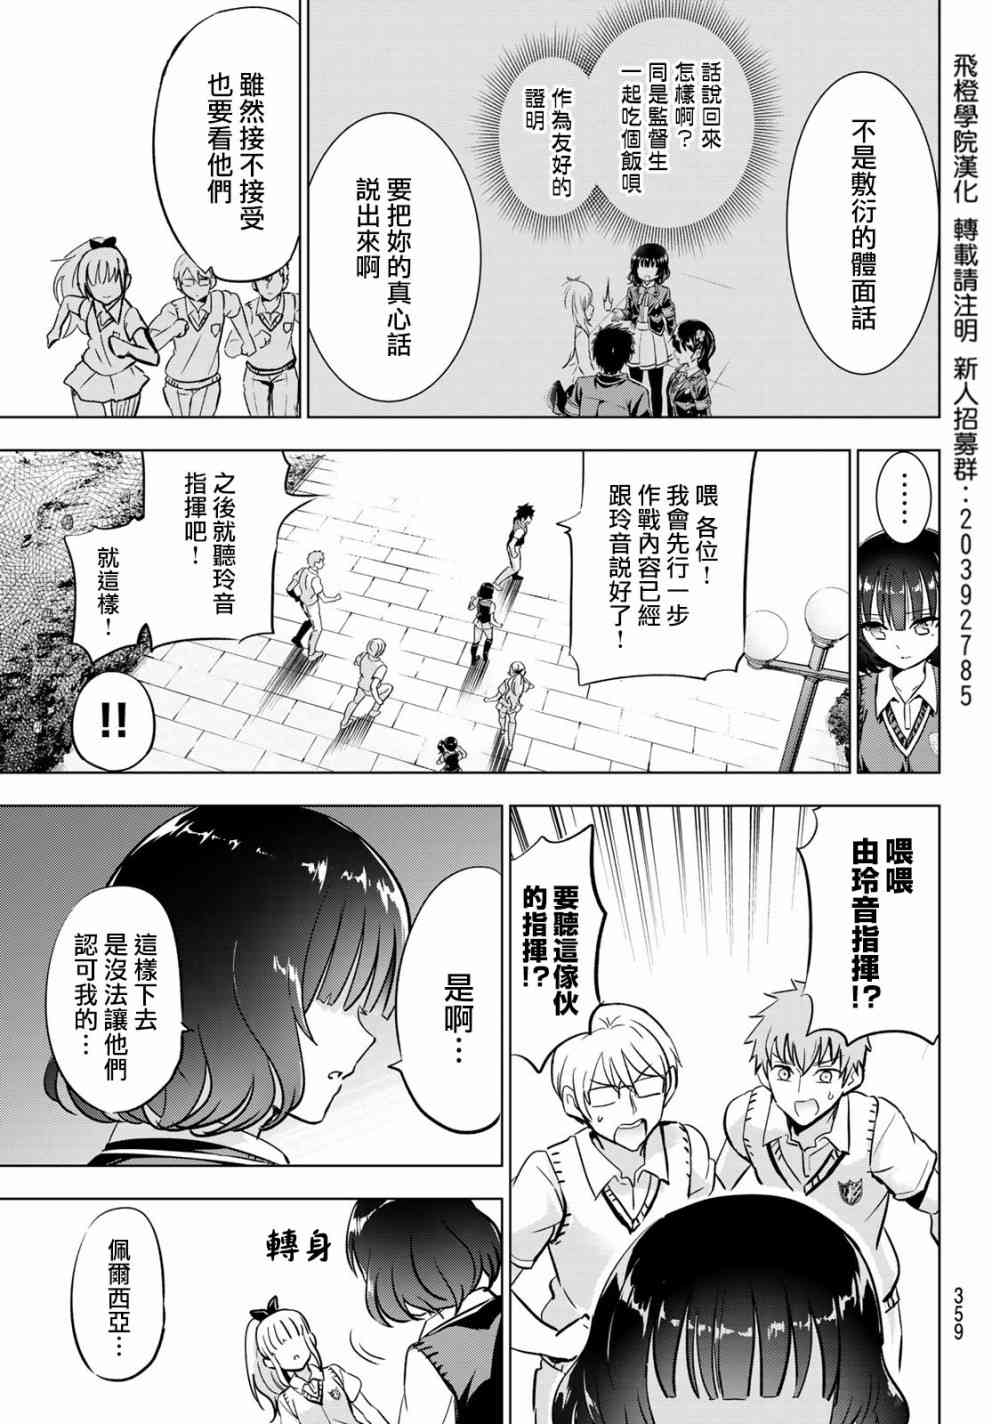 不是敷衍的體面話
話說回來
怎樣啊？
同是監督生
一起吃個飯唄
作為友好的
證明
要把妳的真心話
說出來啊
雖然接不接受
也要看他們
……
喂 各位！
我會先行一步
作戰內容已經
跟玲音說好了！
之後就聽玲音
指揮吧！
就這樣！
!!
喂喂
由玲音指揮!?
要聽這傢伙
的指揮!?
是啊…
這樣下去
是沒法讓他們
認可我的…
轉身
佩爾西亞…
飛橙學院漢化 轉載請注明 新人招募群：203927 85
359